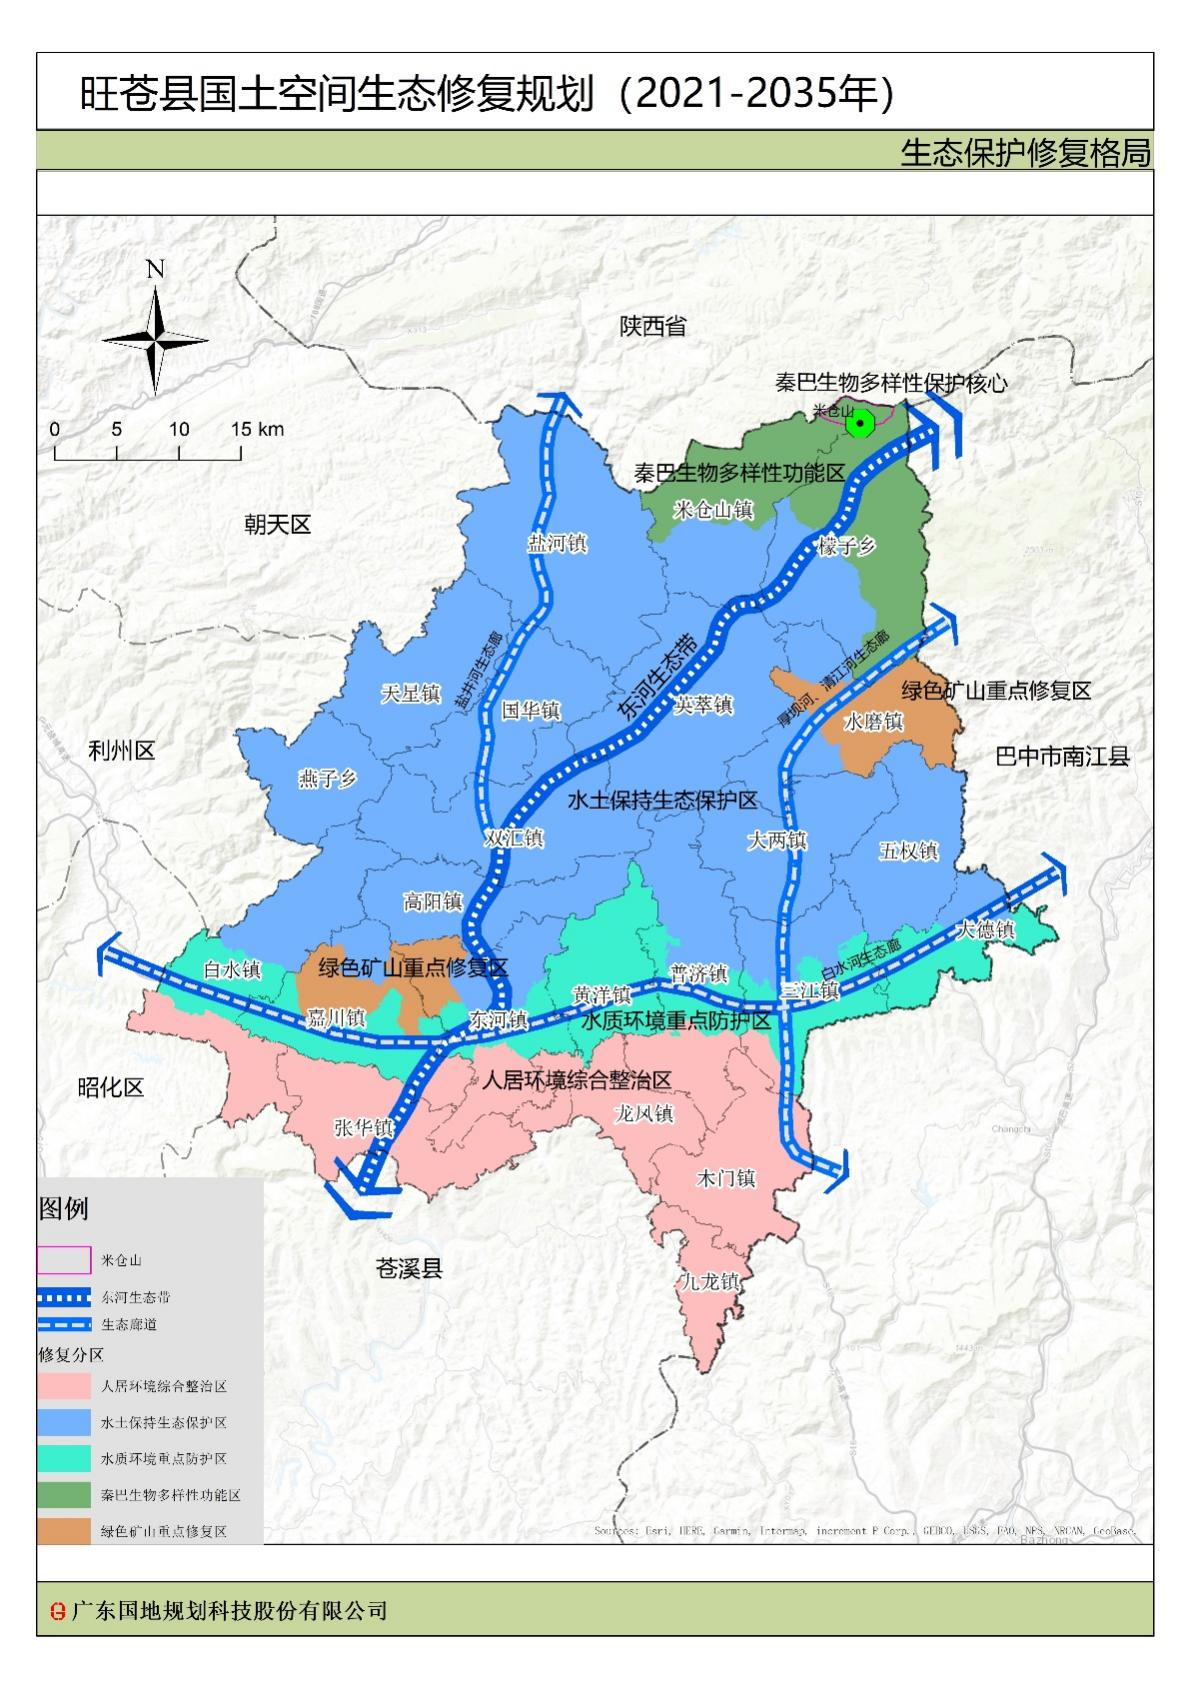 旺苍县国土空间生态修复规划（2021-2035年）
生态保护修复格局
N
0 5 10 15 km
陕西省
秦巴生物多样性保护核心
米仓山
秦巴生物多样性功能区
米仓山镇
朝天区
盐河镇
檬子乡
盐井河生态廊
东河生态带
厚坝河、清江河生态廊
天星镇
国华镇
英萃镇
绿色矿山重点修复区
水磨镇
利州区
巴中市南江县
燕子乡
水土保持生态保护区
双汇镇
大两镇
五权镇
高阳镇
大德镇
白水河生态廊
白水镇
绿色矿山重点修复区
普济镇
黄洋镇
三江镇
嘉川镇
东河镇
水质环境重点防护区
昭化区
人居环境综合整治区
张华镇
龙凤镇
Changchi
木门镇
苍溪县
九龙镇
图例
米仓山
东河生态带
生态廊道
修复分区
人居环境综合整治区
水土保持生态保护区
水质环境重点防护区
秦巴生物多样性功能区
绿色矿山重点修复区
Sources: Esri, HERE, Garmin, Intermap, increment P Corp., GEBCO, USGS, FAO, NPS, NRCAN, GeoBase,
Bazhong
广东国地规划科技股份有限公司